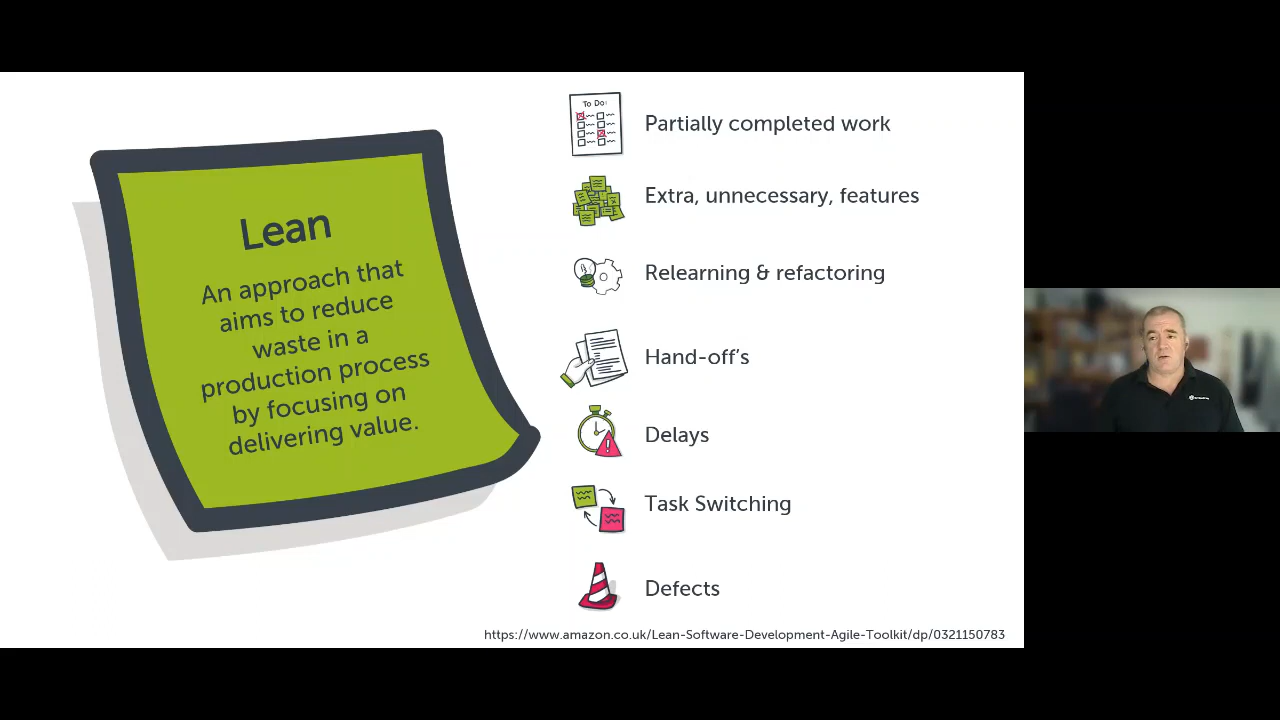 Lean
An approach that
aims to reduce
waste in a
production process
by focusing on
delivering value.
To Do:
Partially completed work
Extra, unnecessary, features
Relearning & refactoring
Hand-off's
Delays
Task Switching
Defects
https://www.amazon.co.uk/Lean-Software-Development-Agile-Toolkit/dp/0321150783